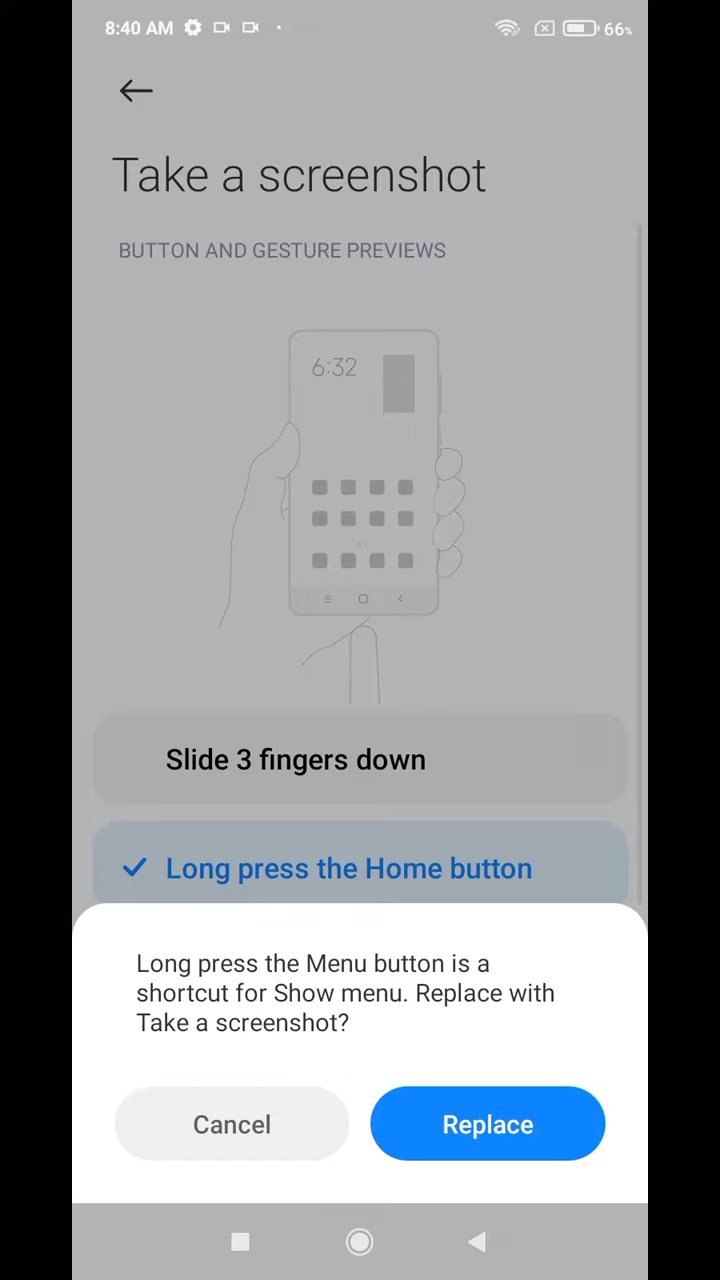 8:40 AM 66%
Take a screenshot
BUTTON AND GESTURE PREVIEWS
6:32
Slide 3 fingers down
Long press the Home button
Long press the Menu button is a
shortcut for Show menu. Replace with
Take a screenshot?
Cancel Replace